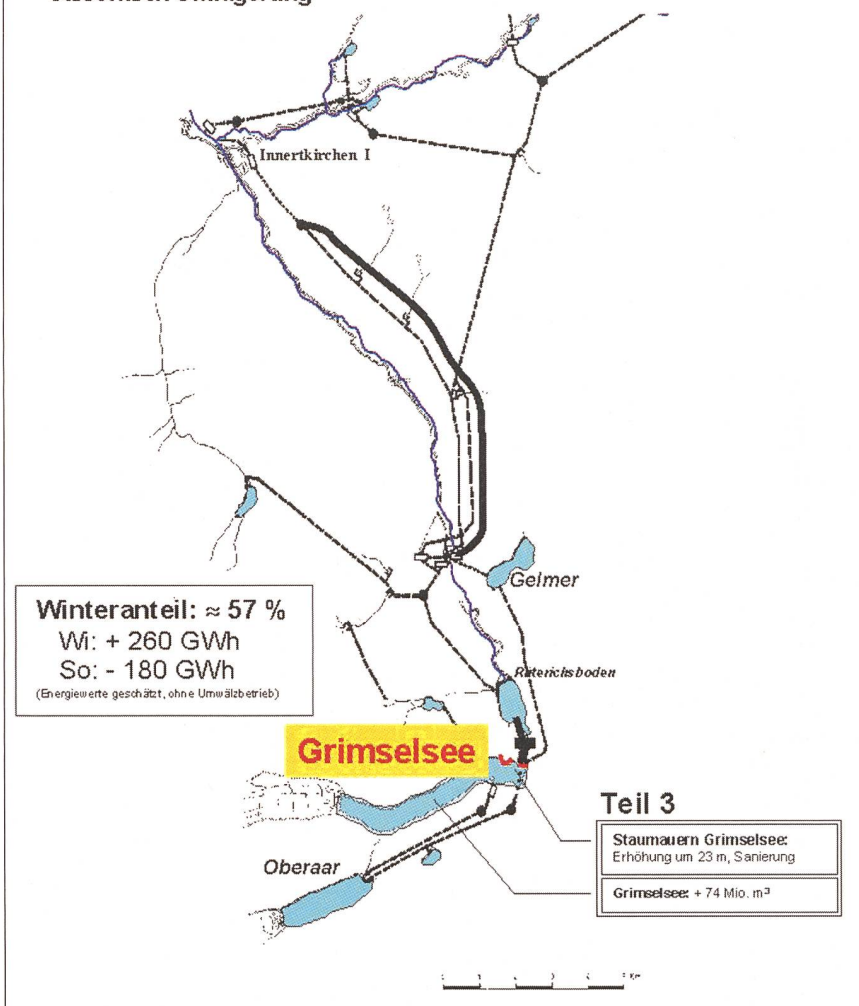 Innertkirchen I
Gelmer
Winteranteil: ≈ 57 %
Wi: + 260 GWh
So: - 180 GWh
(Energiewerte geschätzt, ohne Umwälzbetrieb)
Räterichsboden
Grimselsee
Teil 3
Staumauern Grimselsee:
Erhöhung um 23 m, Sanierung
Oberaar
Grimselsee: + 74 Mio. m³